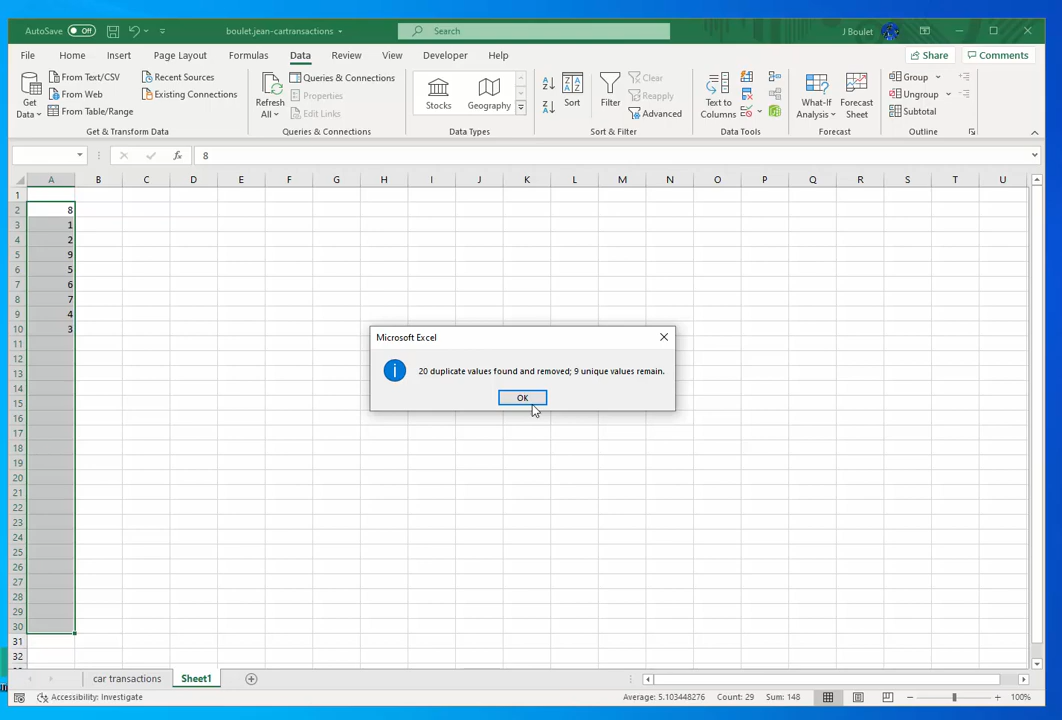 AutoSave Off boulet.jean-cartransactions Search J Boulet
File Home Insert Page Layout Formulas Data Review View Developer Help Share Comments
Get Data
From Text/CSV
From Web
From Table/Range
Recent Sources
Existing Connections
Get & Transform Data
Refresh All
Queries & Connections
Properties
Edit Links
Queries & Connections
Stocks
Geography
Data Types
Sort
Filter
Clear
Reapply
Advanced
Sort & Filter
Text to Columns
Data Tools
What-If Analysis
Forecast Sheet
Forecast
Group
Ungroup
Subtotal
Outline
fx 8
A B C D E F G H I J K L M N O P Q R S T U
1
2 8
3 1
4 2
5 9
6 5
7 6
8 7
9 4
10 3
11
12
13
14
15
16
17
18
19
20
21
22
23
24
25
26
27
28
29
30
31
32
Microsoft Excel
20 duplicate values found and removed; 9 unique values remain.
OK
car transactions Sheet1
Accessibility: Investigate Average: 5.103448276 Count: 29 Sum: 148 100%